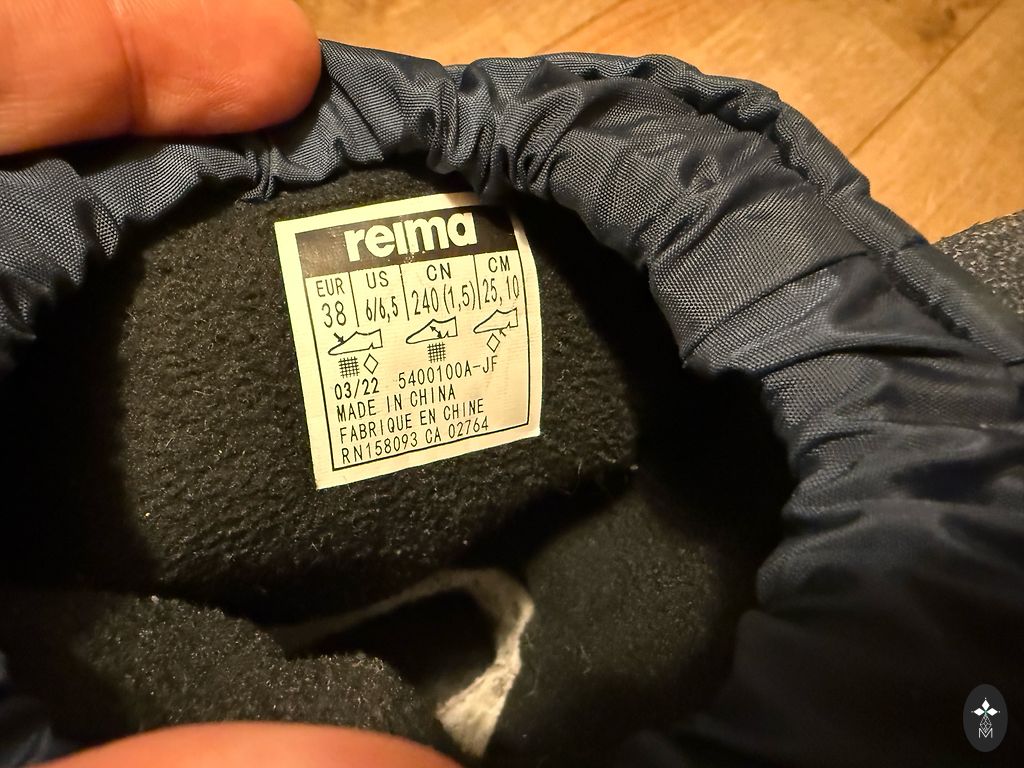 reima
EUR US CN CM
38 6/6,5 240(1,5) 25,10
03/22 5400100A-JF
MADE IN CHINA
FABRIQUE EN CHINE
RN158093 CA 02764
M